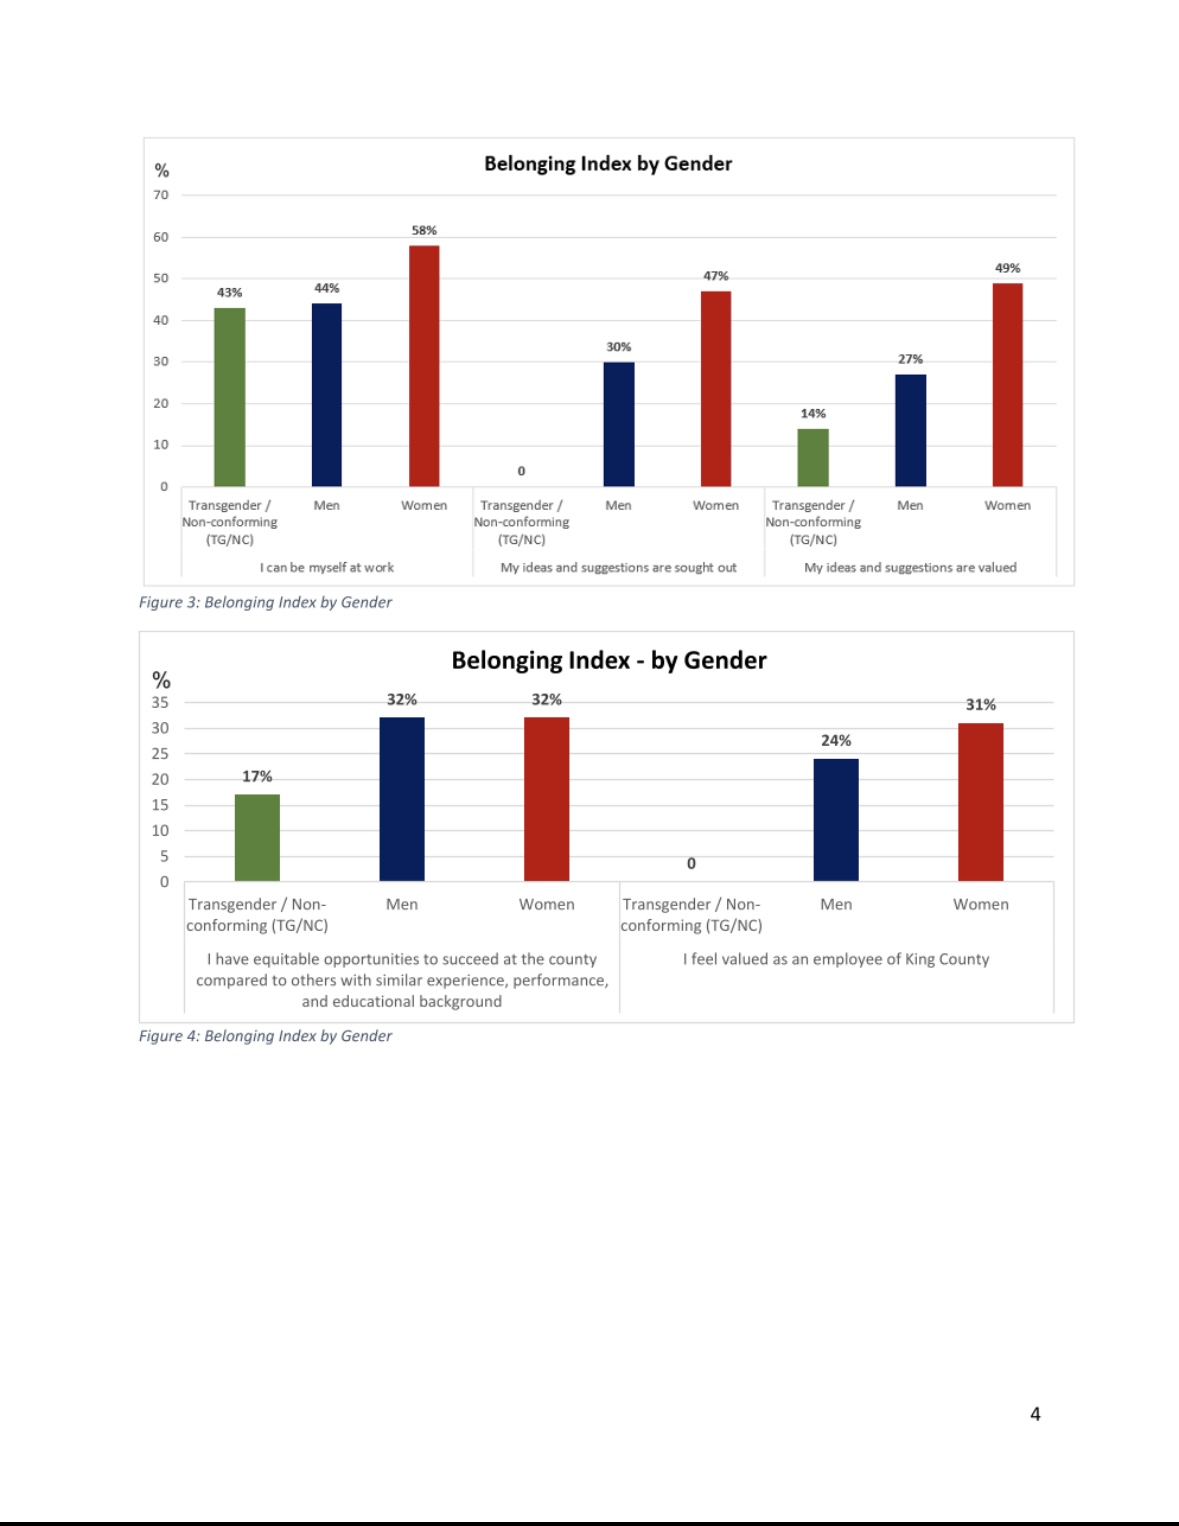 Belonging Index by Gender
%
70
60
50
40
30
20
10
0
43%
44%
58%
0
30%
47%
14%
27%
49%
Transgender / Non-conforming (TG/NC)
Men
Women
Transgender / Non-conforming (TG/NC)
Men
Women
Transgender / Non-conforming (TG/NC)
Men
Women
I can be myself at work
My ideas and suggestions are sought out
My ideas and suggestions are valued
Figure 3: Belonging Index by Gender
Belonging Index - by Gender
%
35
30
25
20
15
10
5
0
17%
32%
32%
0
24%
31%
Transgender / Non-
conforming (TG/NC)
Men
Women
Transgender / Non-
conforming (TG/NC)
Men
Women
I have equitable opportunities to succeed at the county
compared to others with similar experience, performance,
and educational background
I feel valued as an employee of King County
Figure 4: Belonging Index by Gender
4